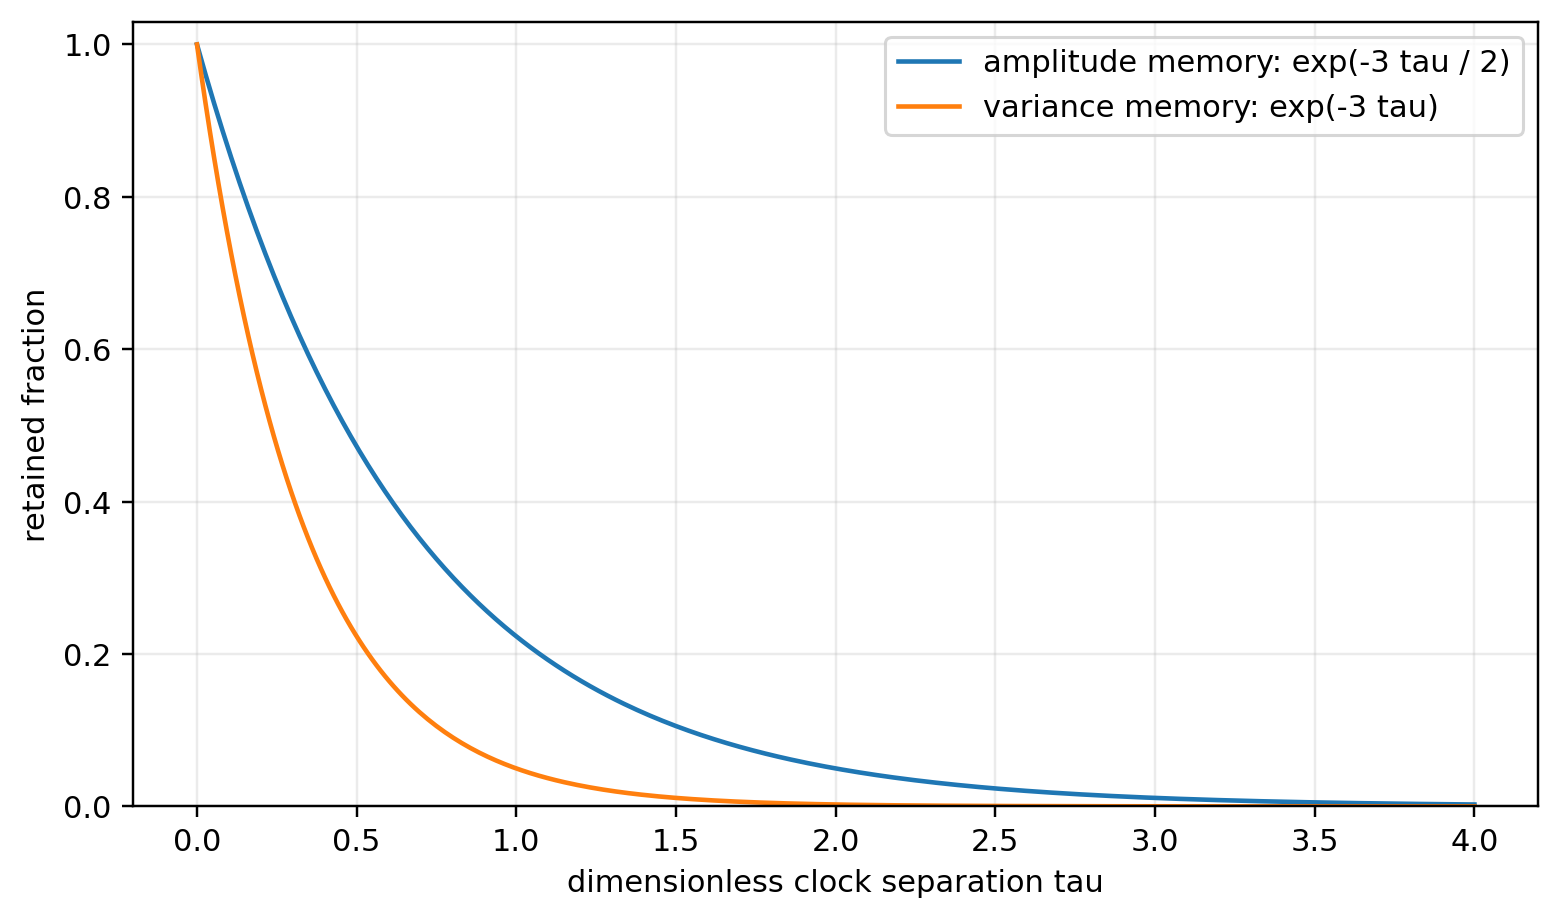 amplitude memory: exp(-3 tau / 2)
variance memory: exp(-3 tau)
retained fraction
1.0
0.8
0.6
0.4
0.2
0.0
0.0 0.5 1.0 1.5 2.0 2.5 3.0 3.5 4.0
dimensionless clock separation tau